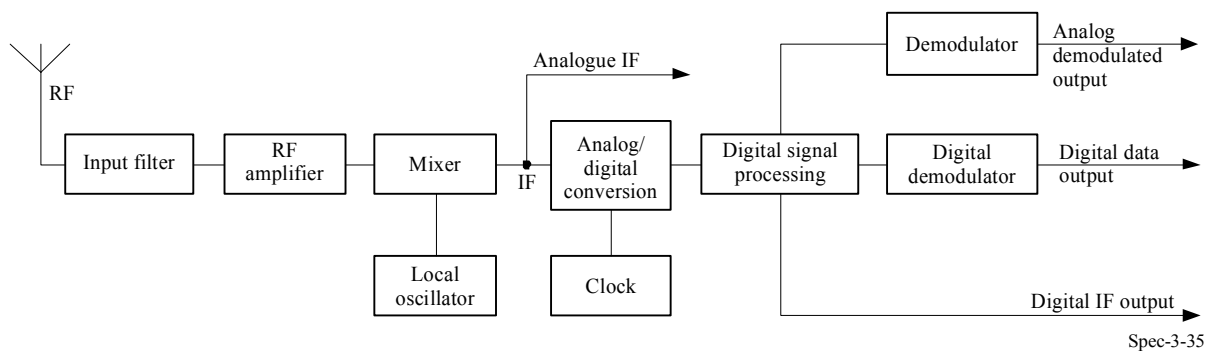 RF
Input filter
RF
amplifier
Mixer
Local
oscillator
IF
Analogue IF
Analog/
digital
conversion
Clock
Digital signal
processing
Demodulator
Analog
demodulated
output
Digital
demodulator
Digital data
output
Digital IF output
Spec-3-35